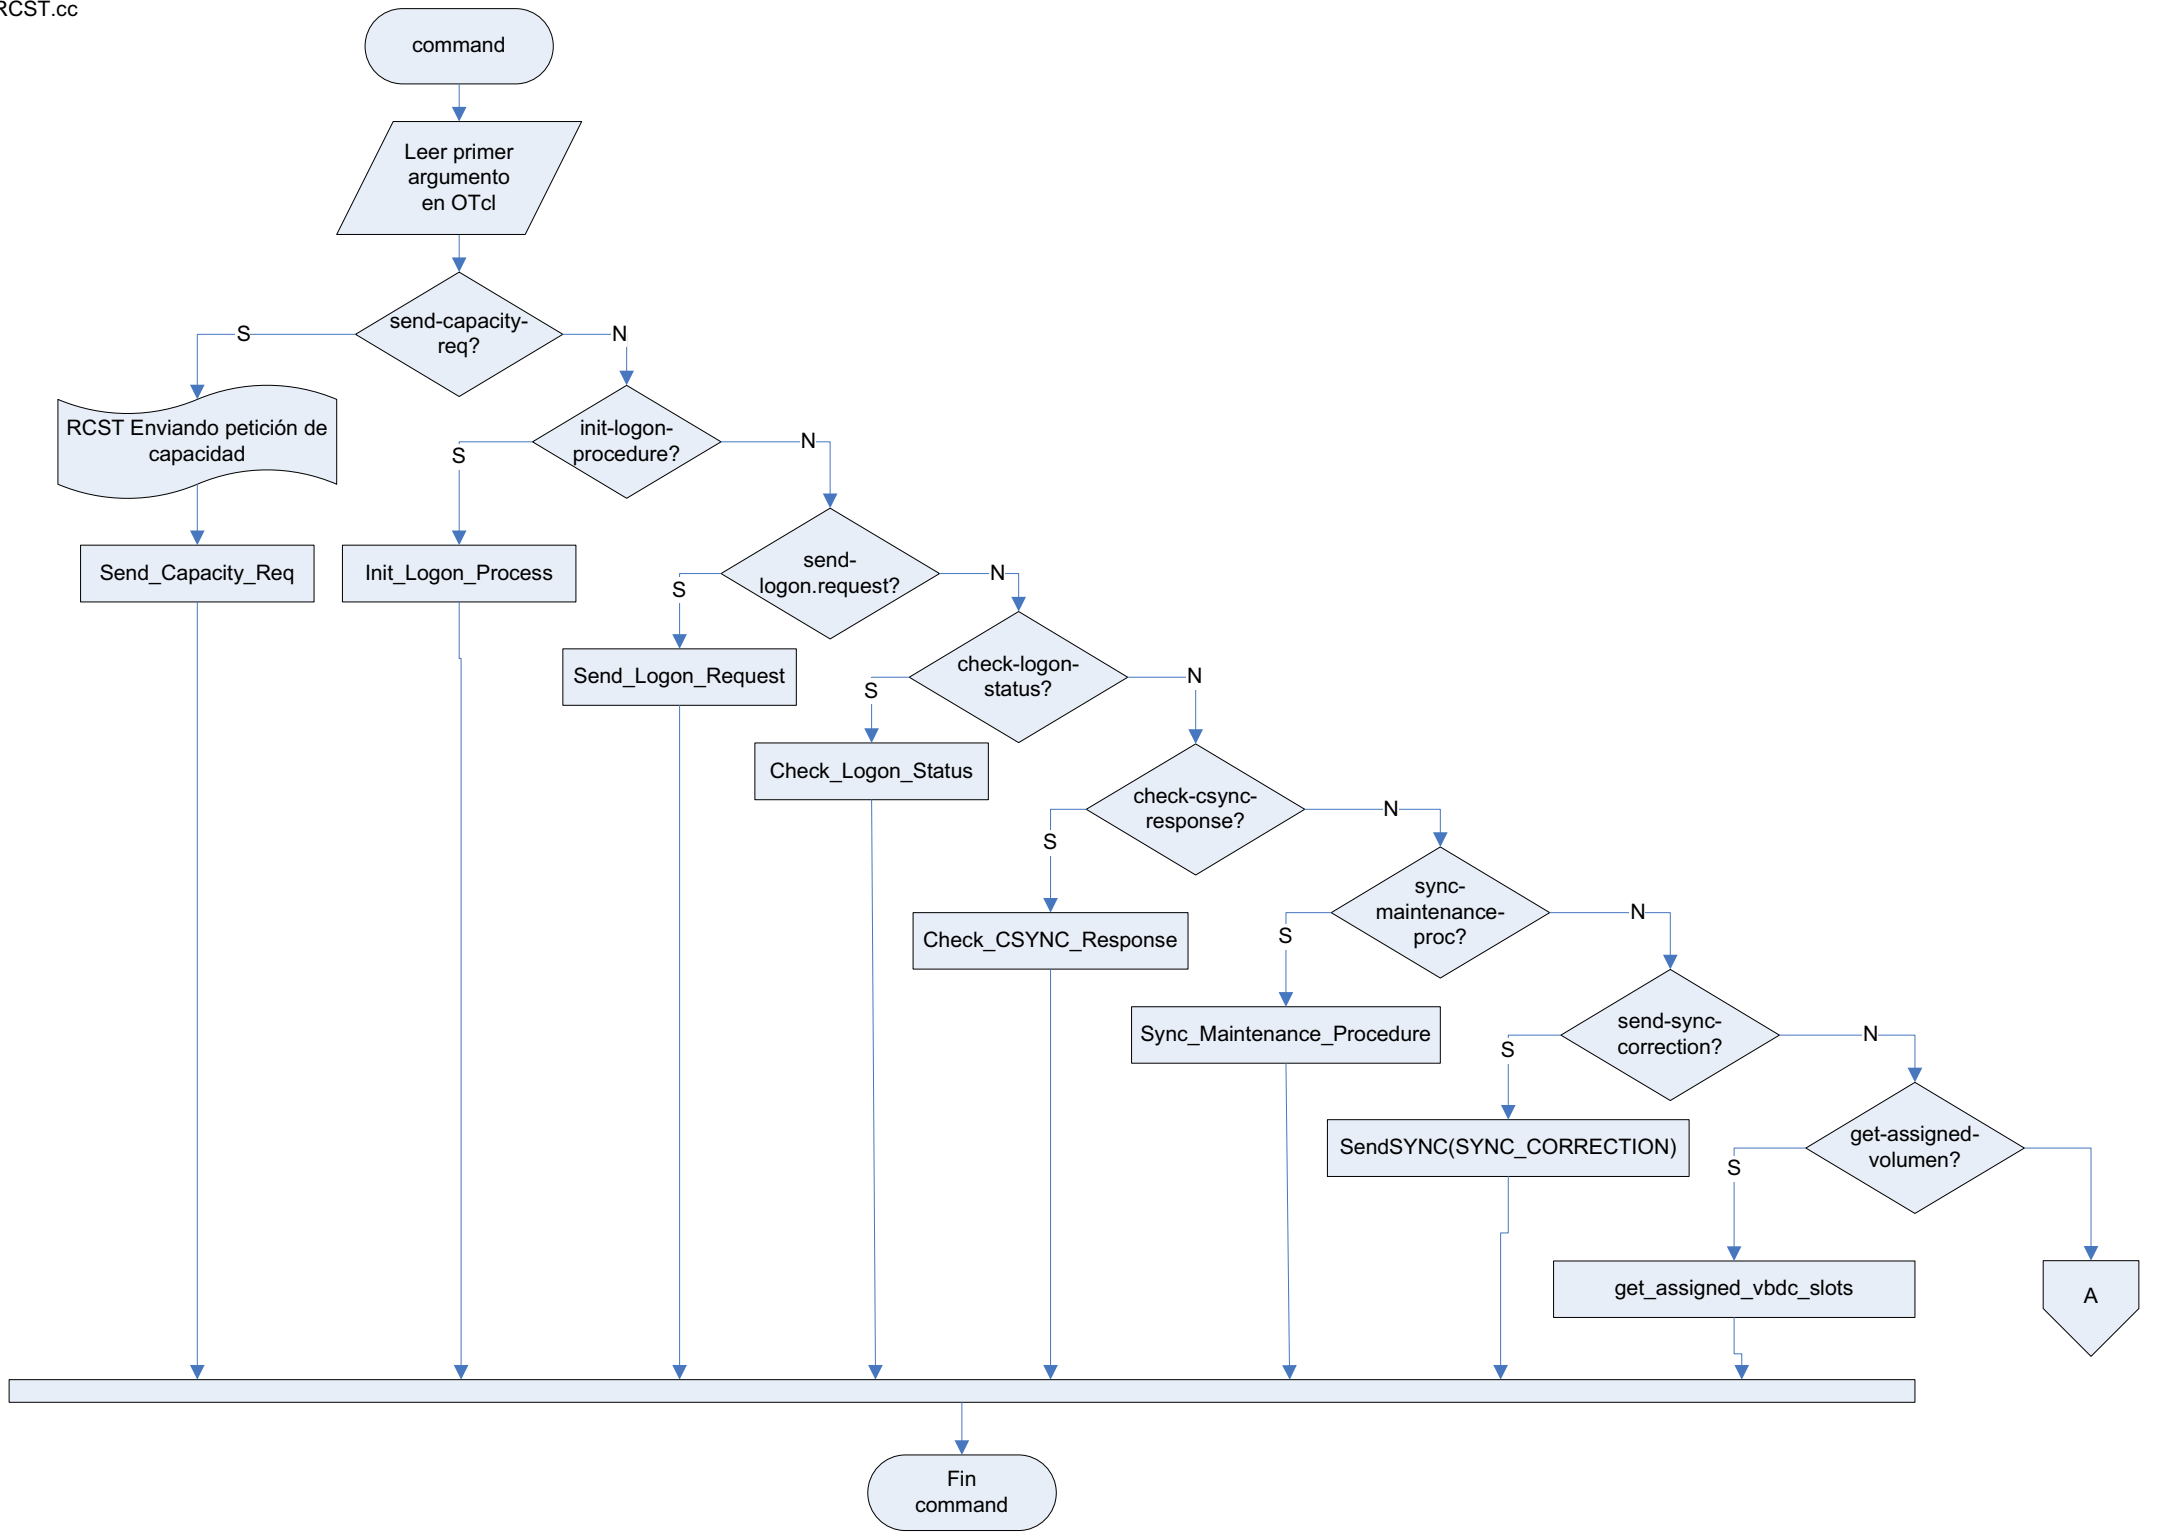 RCST.cc
command
Leer primer
argumento
en OTcl
send-capacity-
req?
S
N
RCST Enviando petición de
capacidad
init-logon-
procedure?
S
N
Send_Capacity_Req
Init_Logon_Process
send-
logon.request?
S
N
Send_Logon_Request
check-logon-
status?
S
N
Check_Logon_Status
check-csync-
response?
S
N
Check_CSYNC_Response
sync-
maintenance-
proc?
S
N
Sync_Maintenance_Procedure
send-sync-
correction?
S
N
SendSYNC(SYNC_CORRECTION)
get-assigned-
volumen?
S
get_assigned_vbdc_slots
A
Fin
command